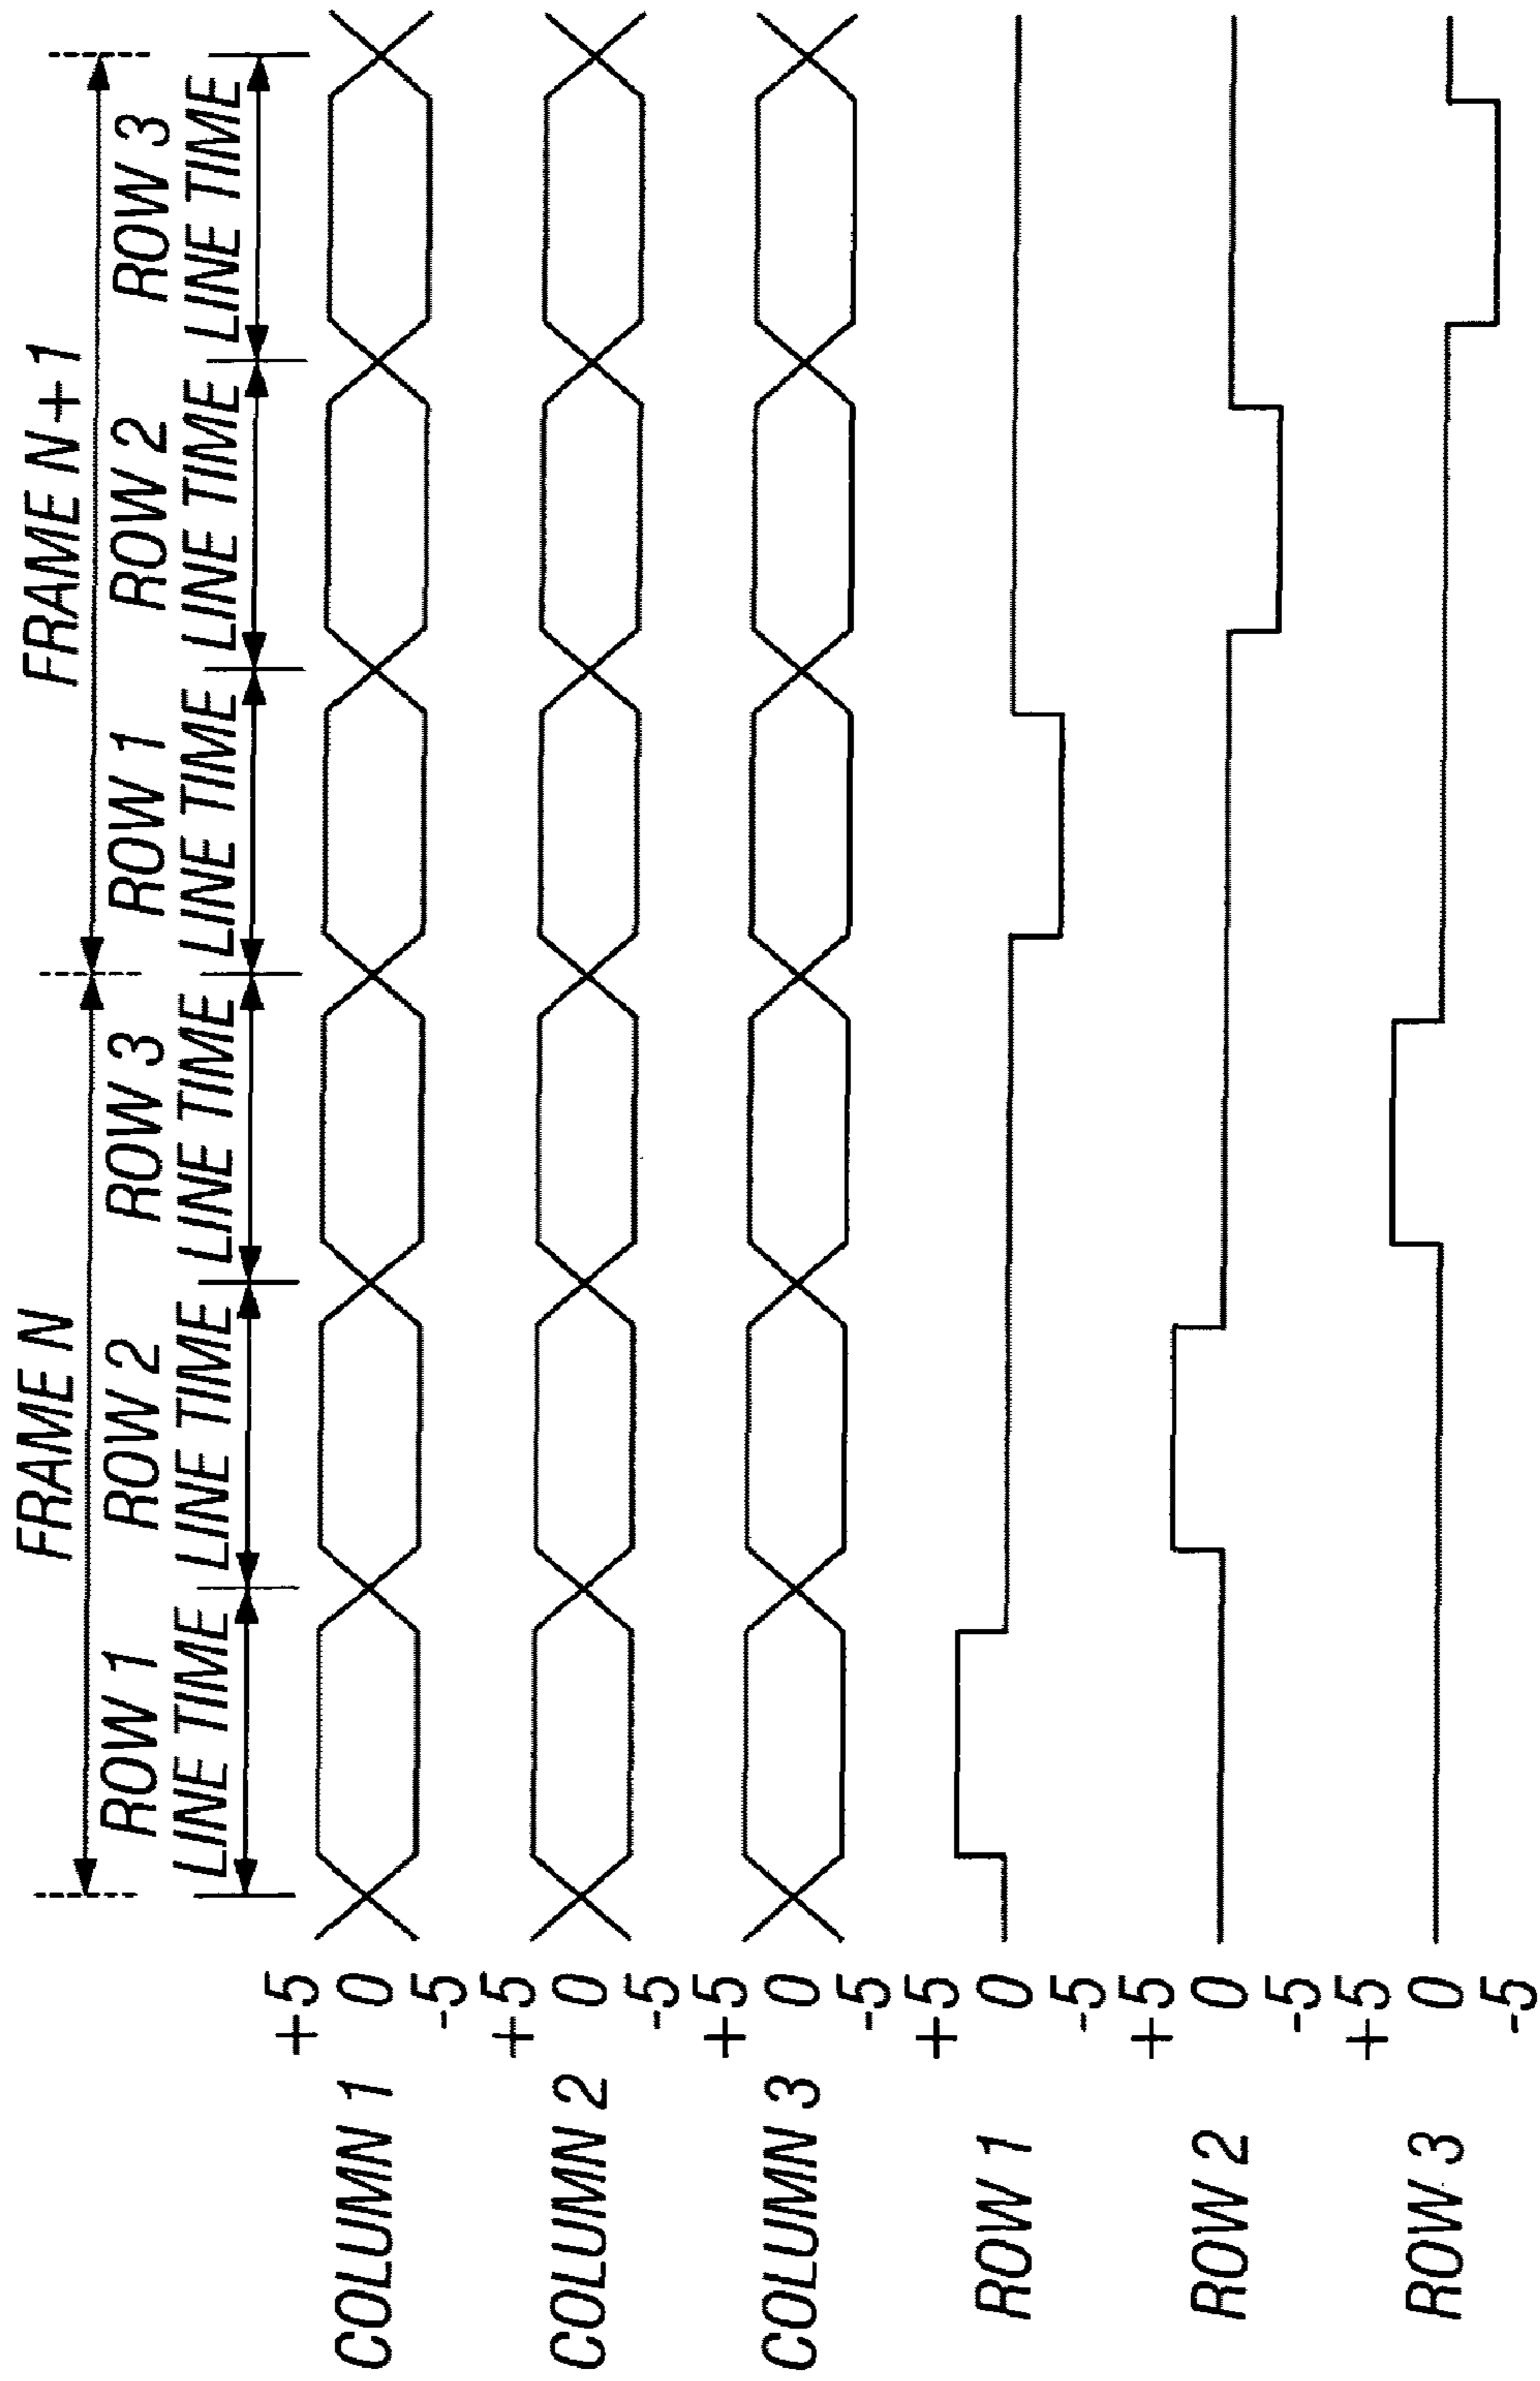 FRAME N
FRAME N+1
ROW 1
ROW 2
ROW 3
ROW 1
ROW 2
ROW 3
LINE TIME
LINE TIME
LINE TIME
LINE TIME
LINE TIME
LINE TIME
COLUMN 1
+5
0
-5
COLUMN 2
+5
0
-5
COLUMN 3
+5
0
-5
ROW 1
+5
0
-5
ROW 2
+5
0
-5
ROW 3
+5
0
-5